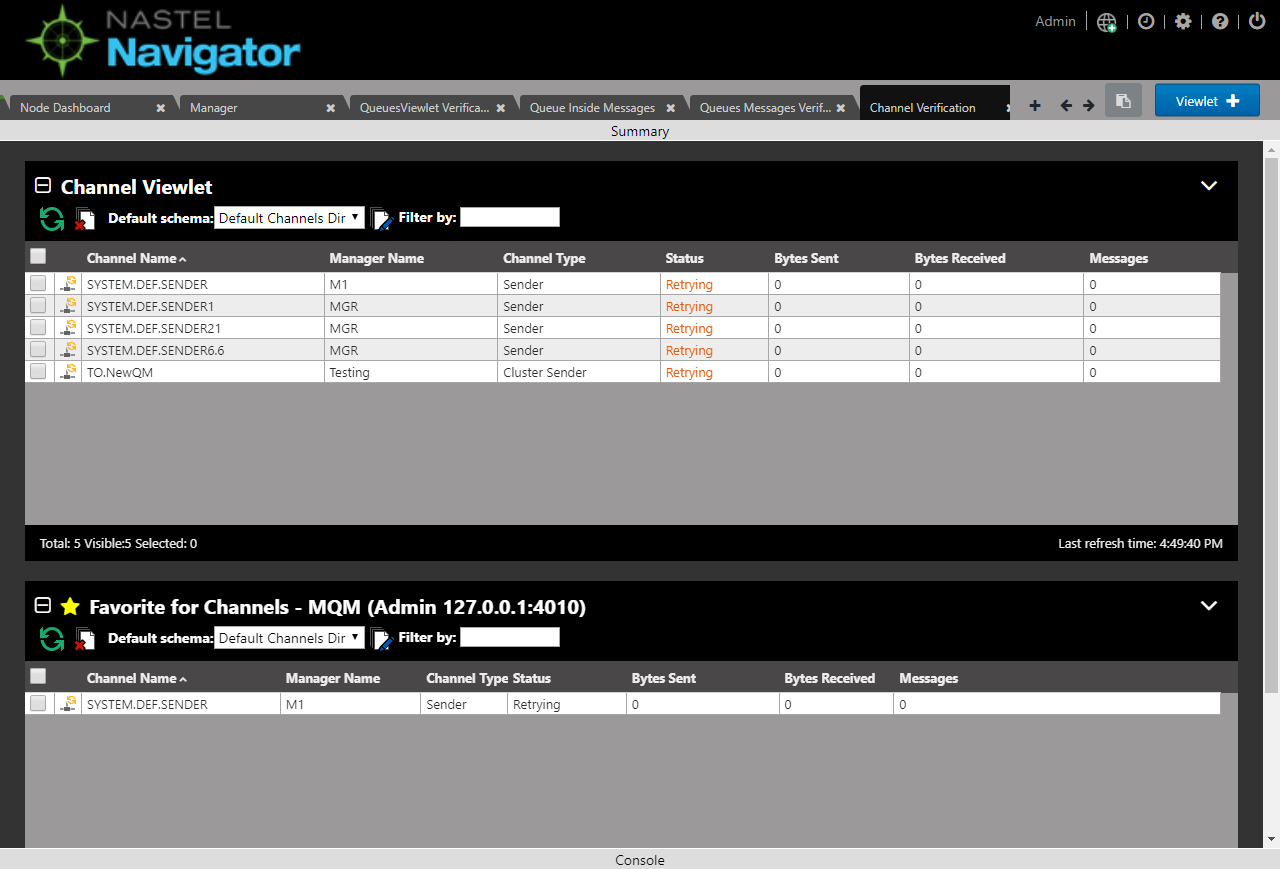 NASTEL
Navigator
Admin
Node Dashboard Manager QueuesViewlet Verifica... Queue Inside Messages Queues Messages Verif... Channel Verification Viewlet
Summary
Channel Viewlet
Default schema: Default Channels Dir Filter by:
Channel Name Manager Name Channel Type Status Bytes Sent Bytes Received Messages
SYSTEM.DEF.SENDER M1 Sender Retrying 0 0 0
SYSTEM.DEF.SENDER1 MGR Sender Retrying 0 0 0
SYSTEM.DEF.SENDER21 MGR Sender Retrying 0 0 0
SYSTEM.DEF.SENDER6.6 MGR Sender Retrying 0 0 0
TO.NewQM Testing Cluster Sender Retrying 0 0 0
Total: 5 Visible:5 Selected: 0 Last refresh time: 4:49:40 PM
Favorite for Channels - MQM (Admin 127.0.0.1:4010)
Default schema: Default Channels Dir Filter by:
Channel Name Manager Name Channel Type Status Bytes Sent Bytes Received Messages
SYSTEM.DEF.SENDER M1 Sender Retrying 0 0 0
Console